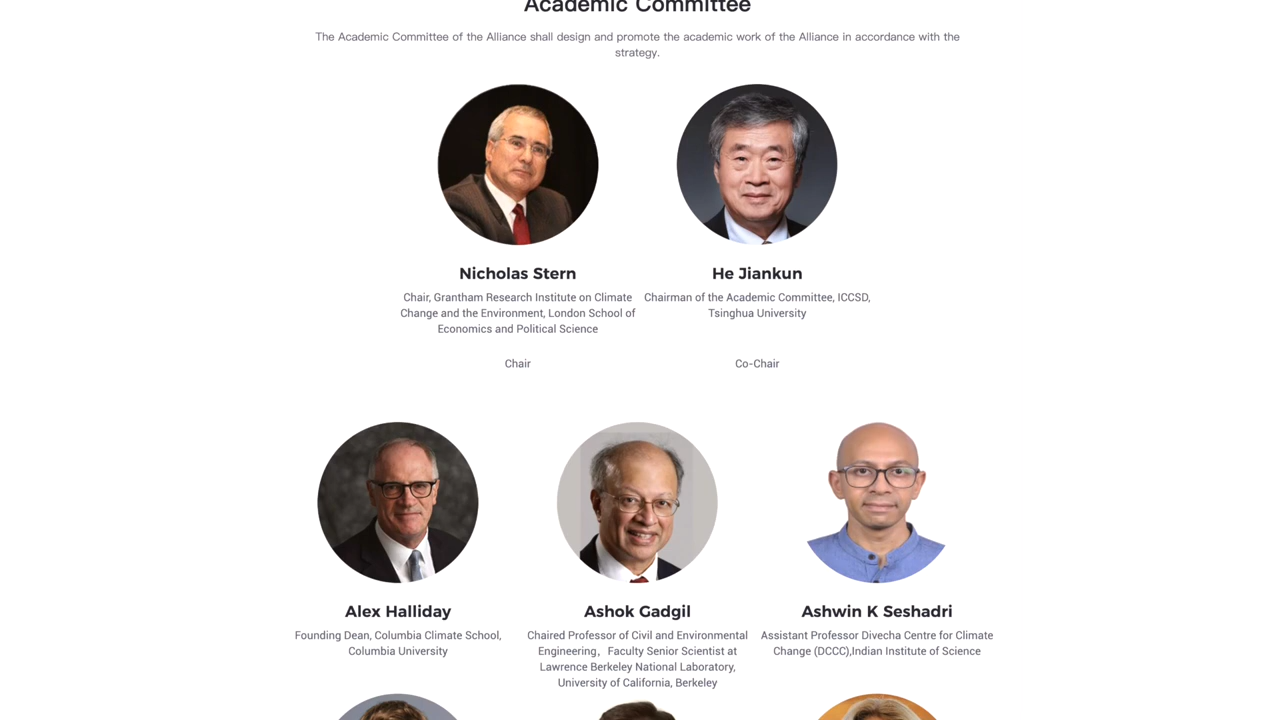 Academic Committee
The Academic Committee of the Alliance shall design and promote the academic work of the Alliance in accordance with the
strategy.
Nicholas Stern
Chair, Grantham Research Institute on Climate
Change and the Environment, London School of
Economics and Political Science
Chair
He Jiankun
Chairman of the Academic Committee, ICCSD,
Tsinghua University
Co-Chair
Alex Halliday
Founding Dean, Columbia Climate School,
Columbia University
Ashok Gadgil
Chaired Professor of Civil and Environmental
Engineering，Faculty Senior Scientist at
Lawrence Berkeley National Laboratory,
University of California, Berkeley
Ashwin K Seshadri
Assistant Professor Divecha Centre for Climate
Change (DCCC),Indian Institute of Science